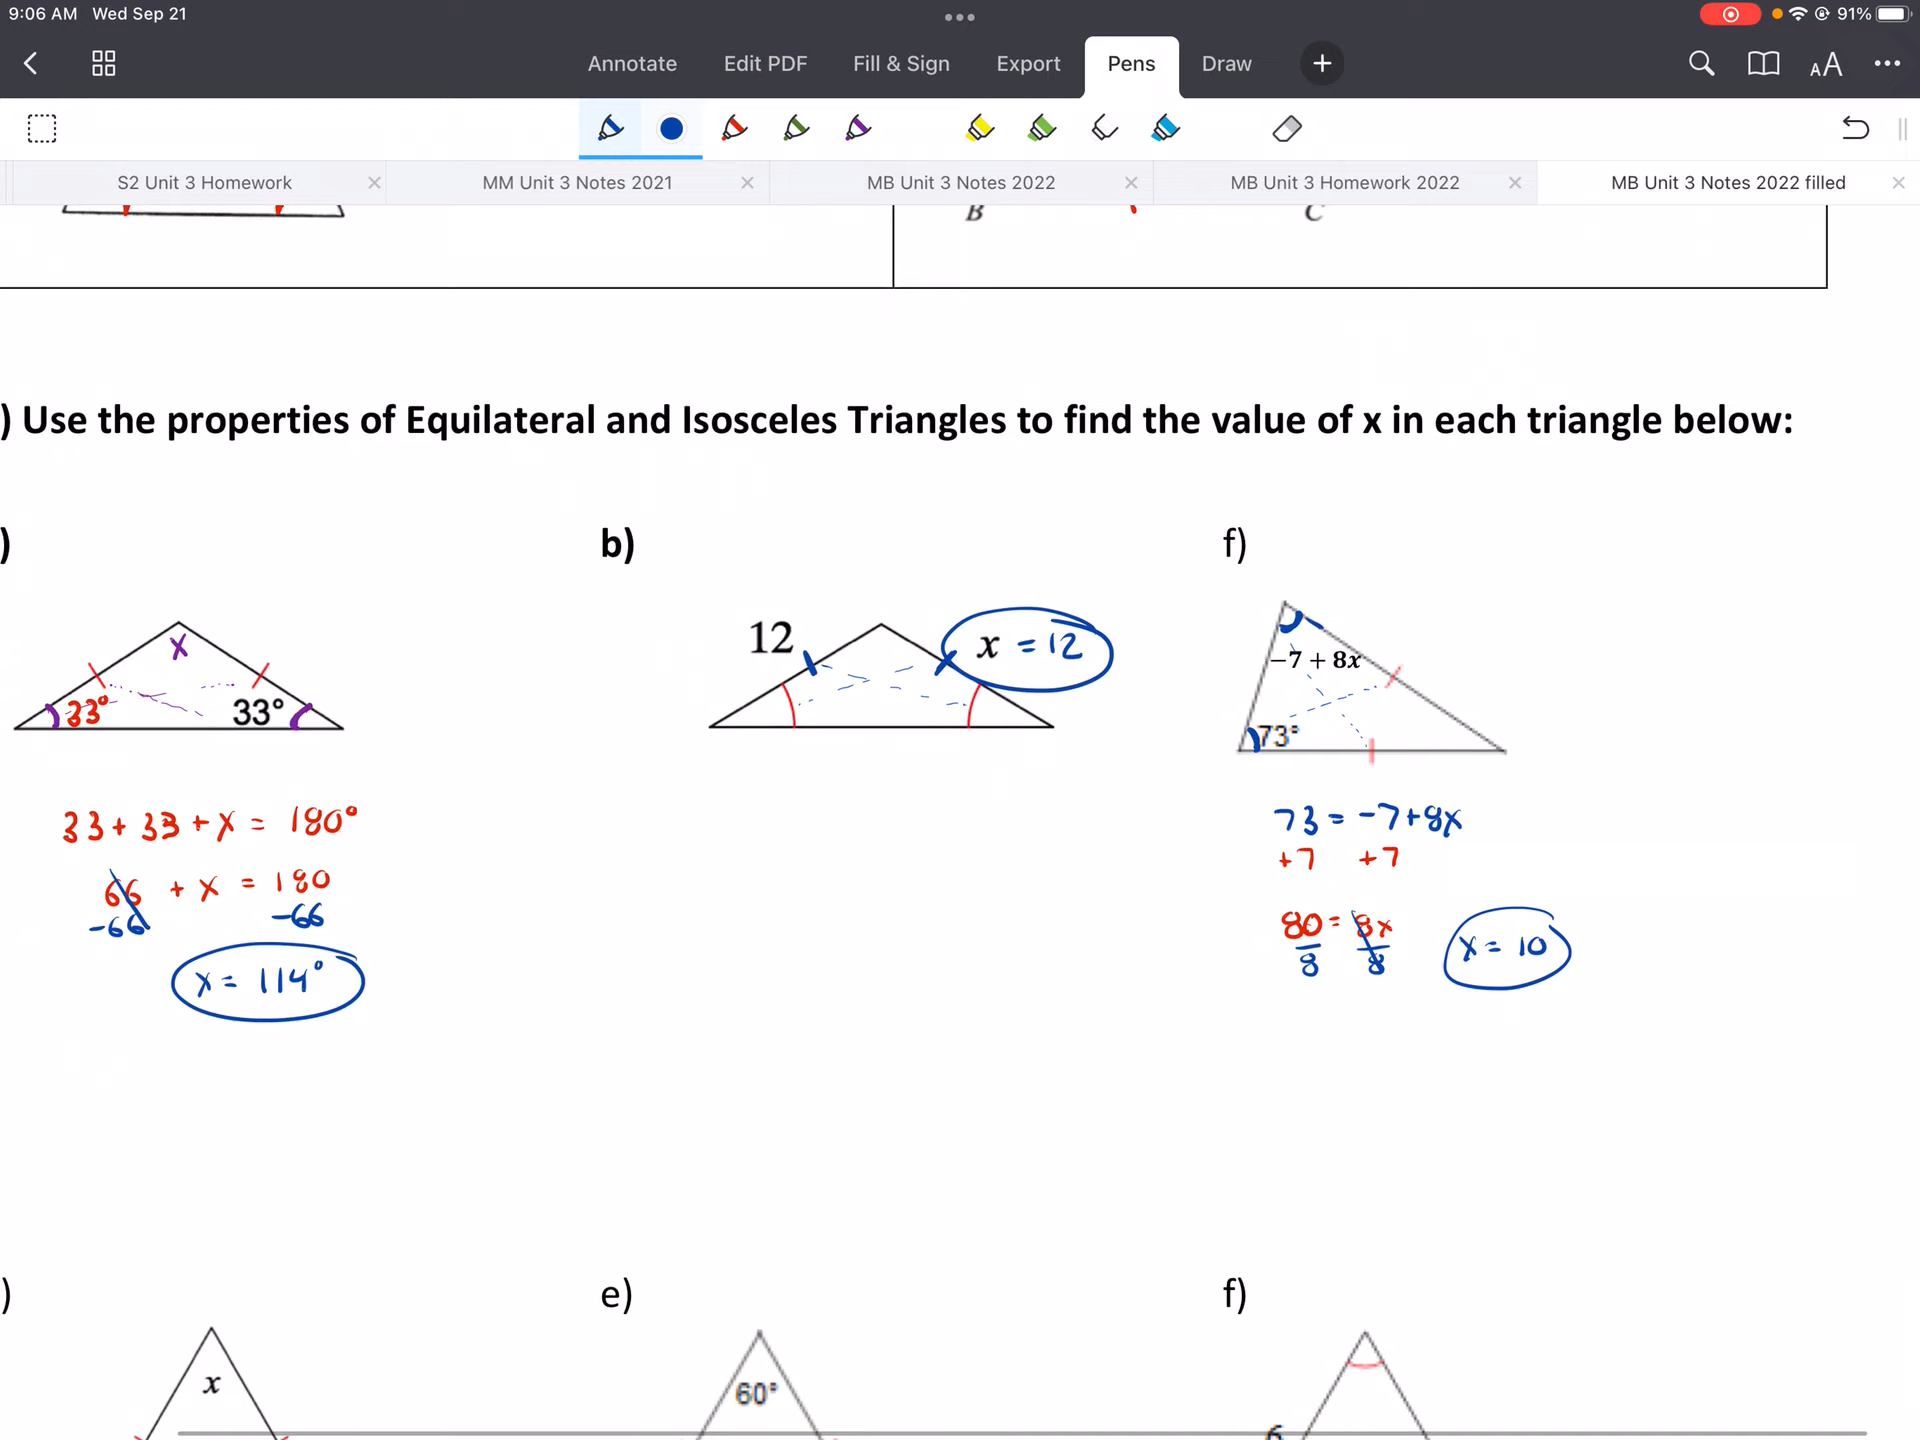 9:06 AM Wed Sep 21
91%
Annotate Edit PDF Fill & Sign Export Pens Draw
AA
S2 Unit 3 Homework
MM Unit 3 Notes 2021
MB Unit 3 Notes 2022
MB Unit 3 Homework 2022
MB Unit 3 Notes 2022 filled
B C
) Use the properties of Equilateral and Isosceles Triangles to find the value of x in each triangle below:
)
x
33°
33°
33 + 33 + x = 180°
66 + x = 180
-66 -66
x = 114°
b)
12
x = 12
f)
−7 + 8x
73°
73 = -7+8x
+7 +7
80 = 8x
8 8
x = 10
)
x
e)
60°
f)
6